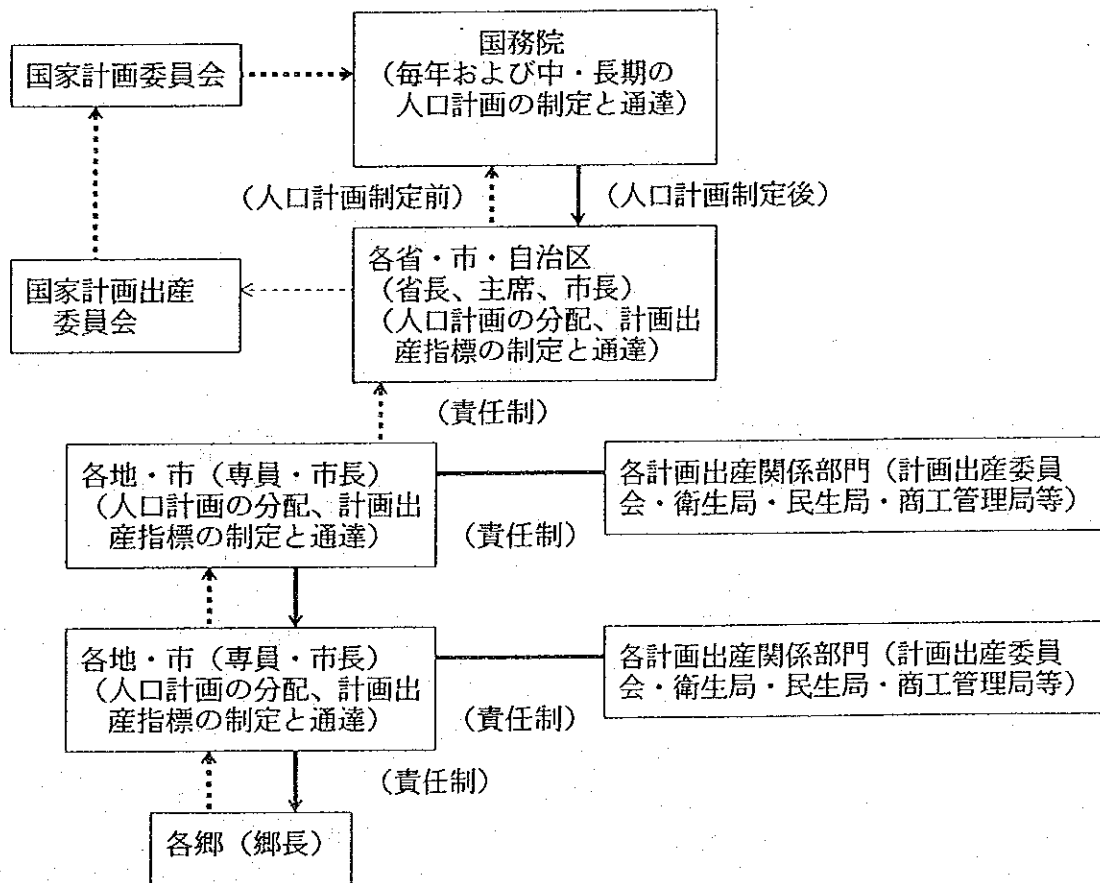 国家計画委員会
国務院
（毎年および中・長期の
人口計画の制定と通達）
（人口計画制定前）
（人口計画制定後）
国家計画出産
委員会
各省・市・自治区
（省長、主席、市長）
（人口計画の分配、計画出
産指標の制定と通達）
（責任制）
各地・市（専員・市長）
（人口計画の分配、計画出
産指標の制定と通達）
（責任制）
各計画出産関係部門（計画出産委員
会・衛生局・民生局・商工管理局等）
各地・市（専員・市長）
（人口計画の分配、計画出
産指標の制定と通達）
（責任制）
各計画出産関係部門（計画出産委員
会・衛生局・民生局・商工管理局等）
（責任制）
各郷（郷長）